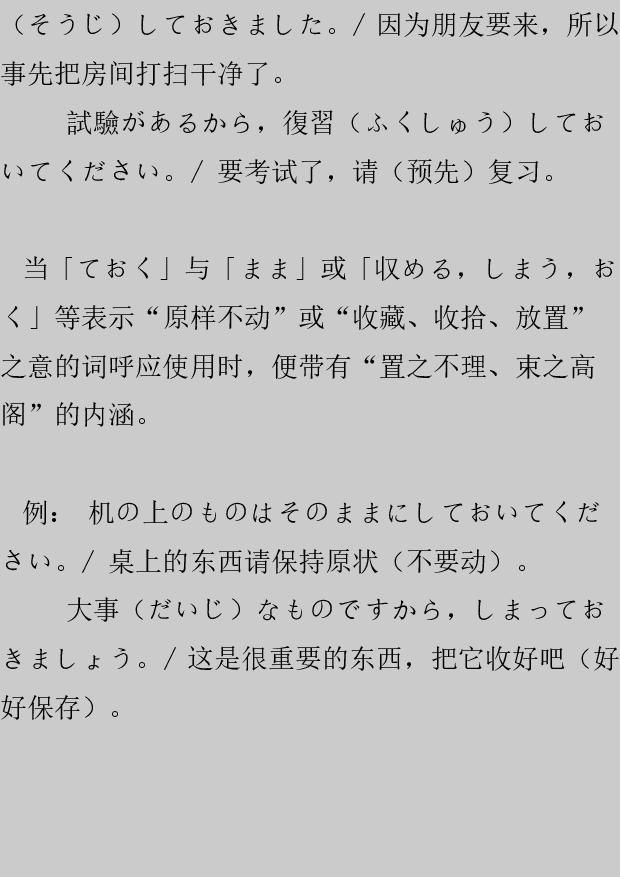 （そうじ）しておきました。/ 因为朋友要来，所以
事先把房间打扫干净了。
試驗があるから，復習（ふくしゅう）してお
いてください。/ 要考试了，请（预先）复习。
当「ておく」与「まま」或「収める，しまう，お
く」等表示“原样不动”或“收藏、收拾、放置”
之意的词呼应使用时，便带有“置之不理、束之高
阁”的内涵。
例： 机の上のものはそのままにしておいてくだ
さい。/ 桌上的东西请保持原状（不要动）。
大事（だいじ）なものですから，しまってお
きましょう。/ 这是很重要的东西，把它收好吧（好
好保存）。